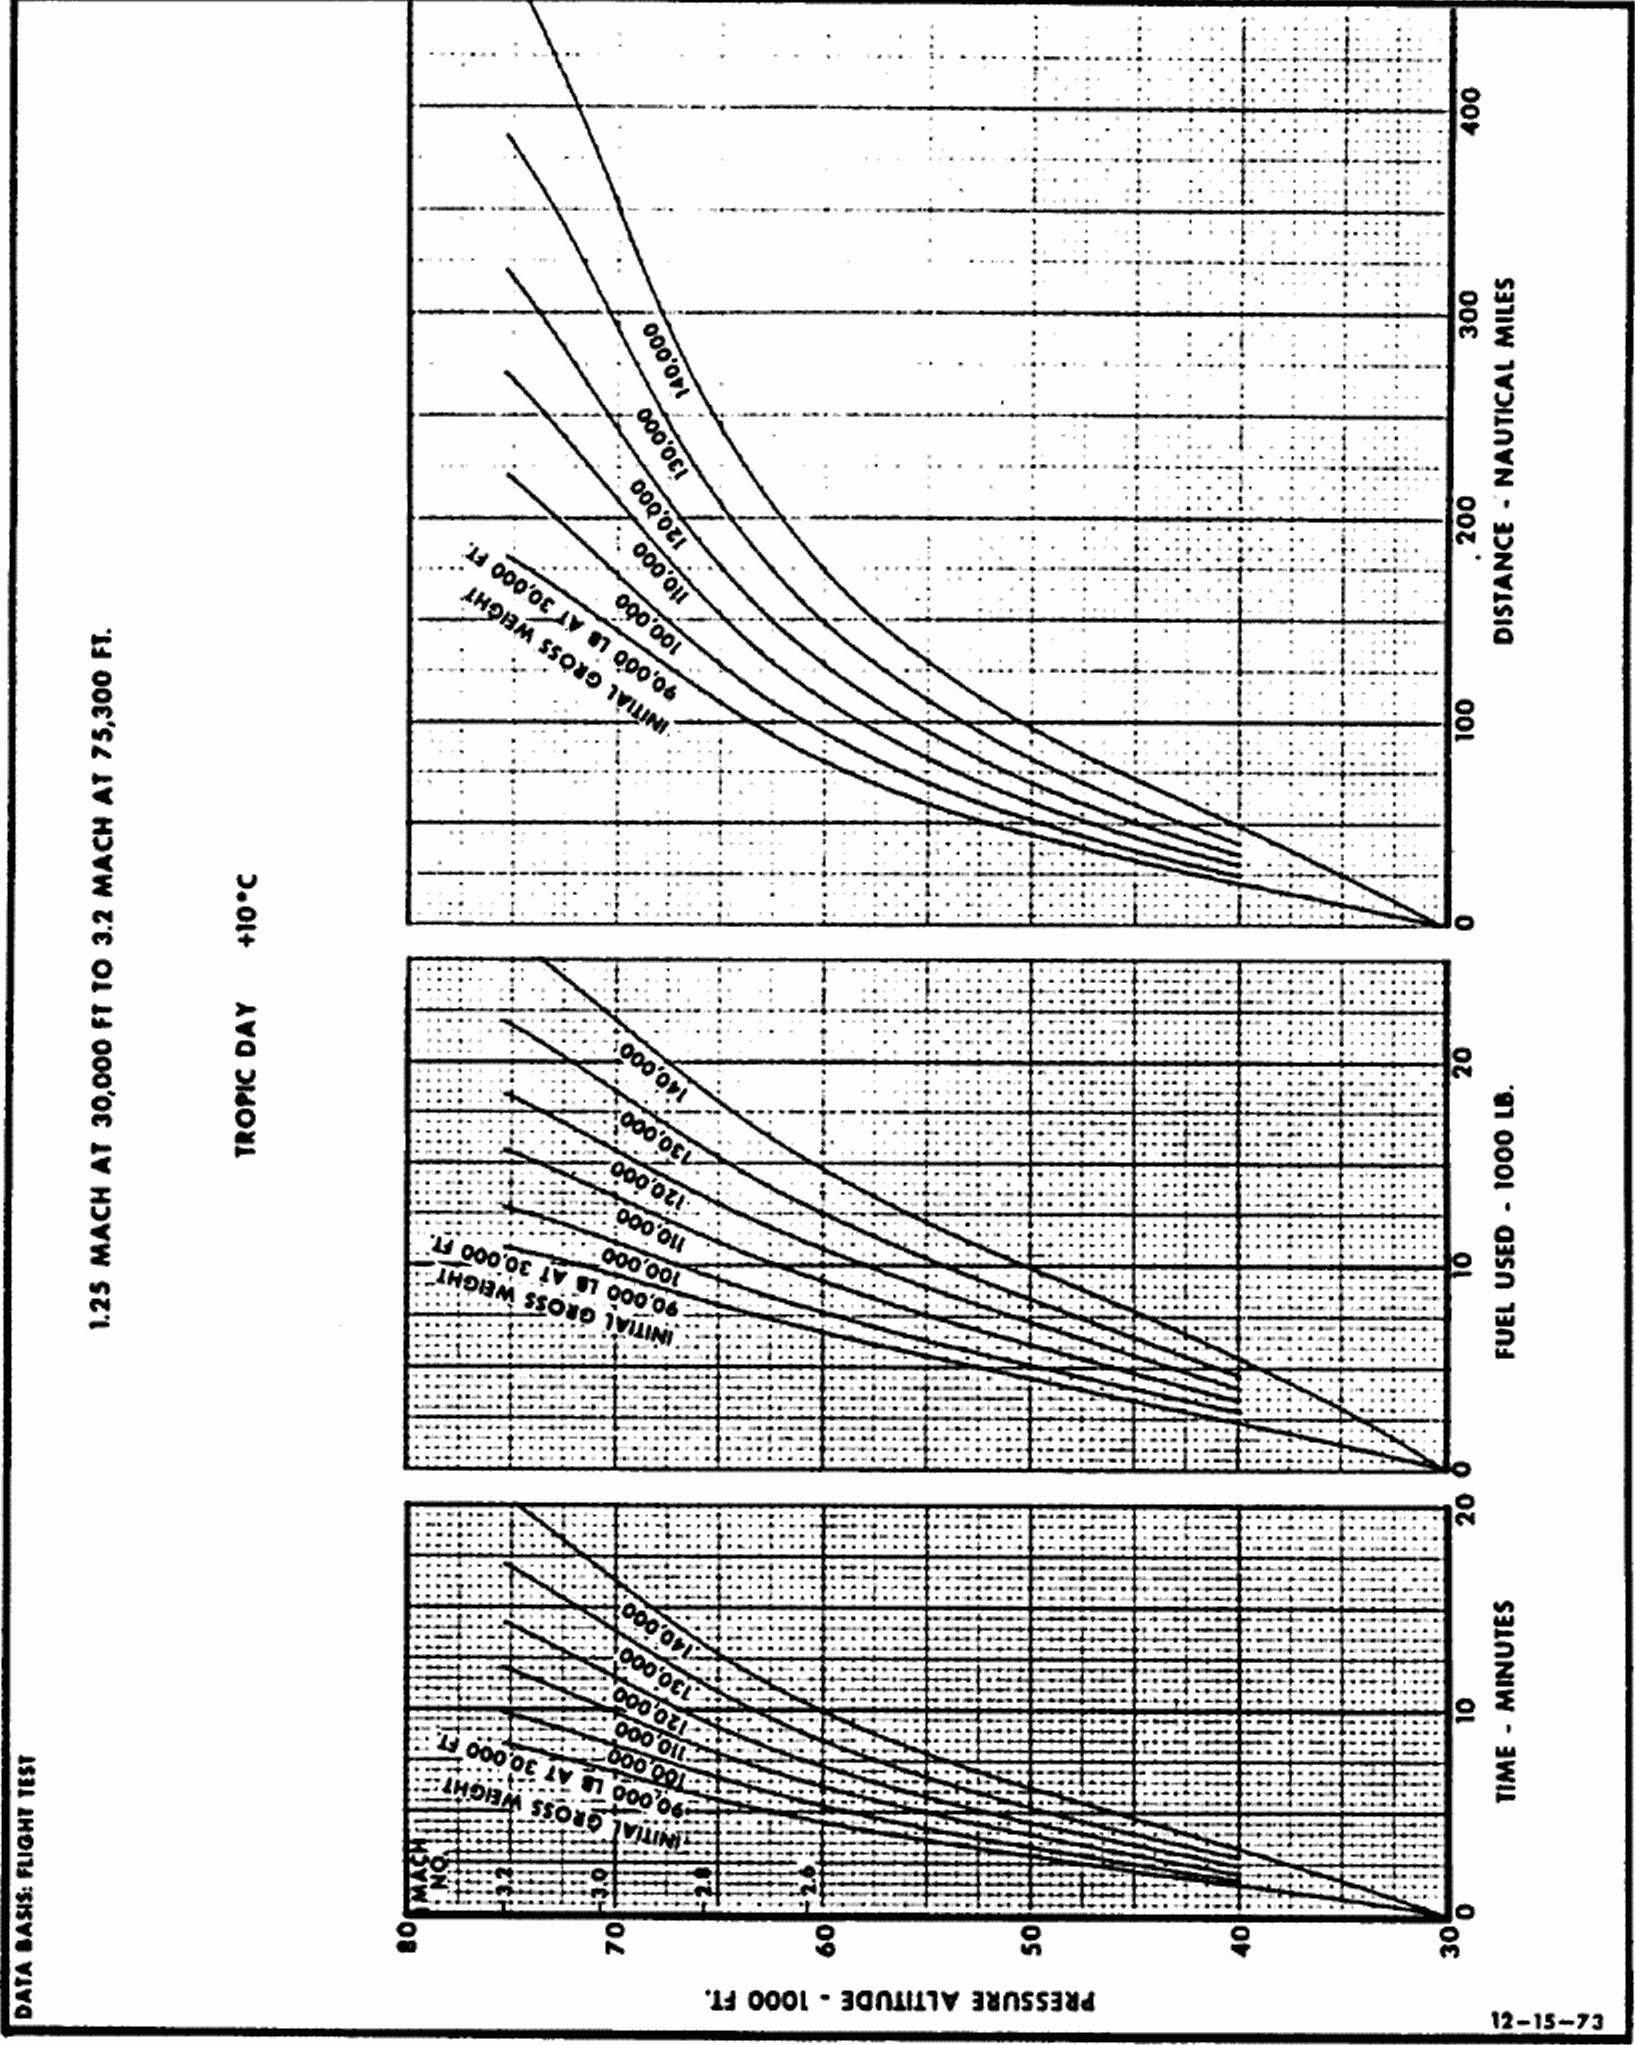 DATA BASIS: FLIGHT TEST
1.25 MACH AT 30,000 FT TO 3.2 MACH AT 75,300 FT.
TROPIC DAY +10°C
PRESSURE ALTITUDE - 1000 FT.
80
70
60
50
40
30
MACH
NO.
3.2
3.0
2.8
2.6
INITIAL GROSS WEIGHT
90,000 LB AT 30,000 FT.
100,000
110,000
120,000
130,000
140,000
0
10
20
TIME - MINUTES
INITIAL GROSS WEIGHT
90,000 LB AT 30,000 FT.
100,000
110,000
120,000
130,000
140,000
0
10
20
FUEL USED - 1000 LB.
INITIAL GROSS WEIGHT
90,000 LB AT 30,000 FT.
100,000
110,000
120,000
130,000
140,000
0
100
200
300
400
DISTANCE - NAUTICAL MILES
12-15-73